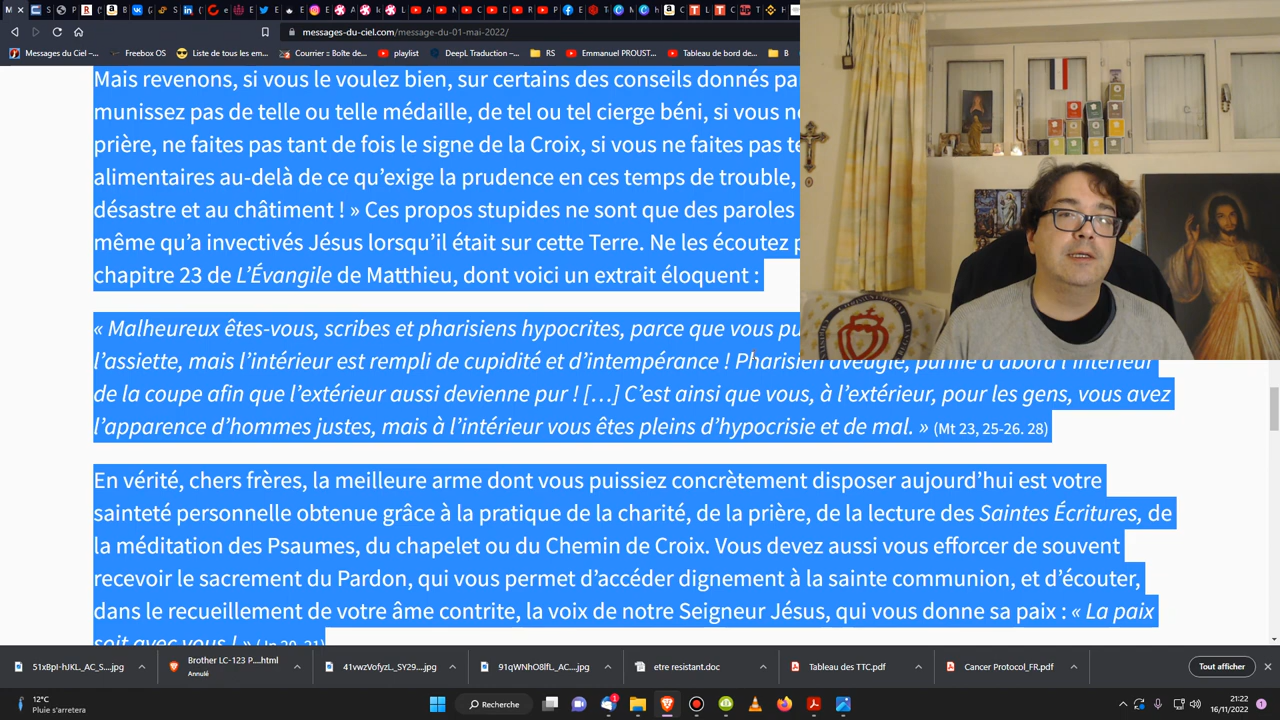 messages-du-ciel.com/message-du-01-mai-2022/
Messages du Ciel –... Freebox OS Liste de tous les em... Courrier :: Boîte de... playlist DeepL Traduction –... RS Emmanuel PROUST... Tableau de bord de... B
Mais revenons, si vous le voulez bien, sur certains des conseils donnés
munissez pas de telle ou telle médaille, de tel ou tel cierge béni, si vous
prière, ne faites pas tant de fois le signe de la Croix, si vous ne faites pas
alimentaires au-delà de ce qu’exige la prudence en ces temps de trouble,
désastre et au châtiment ! » Ces propos stupides ne sont que des paroles
même qu’a invectivés Jésus lorsqu’il était sur cette Terre. Ne les écoutez
chapitre 23 de L’Évangile de Matthieu, dont voici un extrait éloquent :
« Malheureux êtes-vous, scribes et pharisiens hypocrites, parce que vous
l’assiette, mais l’intérieur est rempli de cupidité et d’intempérance ! Pharisien aveugle, purifie d’abord l’intérieur
de la coupe afin que l’extérieur aussi devienne pur ! […] C’est ainsi que vous, à l’extérieur, pour les gens, vous avez
l’apparence d’hommes justes, mais à l’intérieur vous êtes pleins d’hypocrisie et de mal. » (Mt 23, 25-26. 28)
En vérité, chers frères, la meilleure arme dont vous puissiez concrètement disposer aujourd’hui est votre
sainteté personnelle obtenue grâce à la pratique de la charité, de la prière, de la lecture des Saintes Écritures, de
la méditation des Psaumes, du chapelet ou du Chemin de Croix. Vous devez aussi vous efforcer de souvent
recevoir le sacrement du Pardon, qui vous permet d’accéder dignement à la sainte communion, et d’écouter,
dans le recueillement de votre âme contrite, la voix de notre Seigneur Jésus, qui vous donne sa paix : « La paix
soit avec vous ! »
51xBpI-hJKL._AC_S....jpg Brother LC-123 P....html 41wzVofyzL_SY29....jpg 91qWNhO8lfL._AC....jpg etre resistant.doc Tableau des TTC.pdf Cancer Protocol_FR.pdf Tout afficher
Annulé
12°C
Pluie s'arretera
Recherche
21:22
16/11/2022